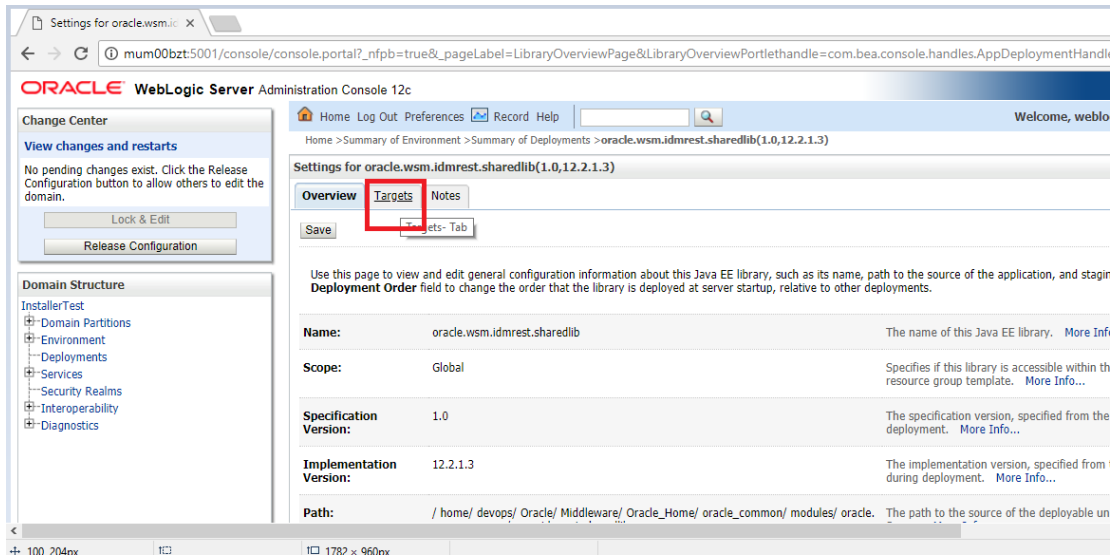 Settings for oracle.wsm.ic
mum00bzt:5001/console/console.portal?_nfpb=true&_pageLabel=LibraryOverviewPage&LibraryOverviewPortlethandle=com.bea.console.handles.AppDeploymentHandle
ORACLE WebLogic Server Administration Console 12c
Change Center
View changes and restarts
No pending changes exist. Click the Release
Configuration button to allow others to edit the
domain.
Lock & Edit
Release Configuration
Domain Structure
InstallerTest
Domain Partitions
Environment
Deployments
Services
Security Realms
Interoperability
Diagnostics
Home Log Out Preferences Record Help
Welcome, weblo
Home >Summary of Environment >Summary of Deployments >oracle.wsm.idmrest.sharedlib(1.0,12.2.1.3)
Settings for oracle.wsm.idmrest.sharedlib(1.0,12.2.1.3)
Overview Targets Notes
Save
Targets- Tab
Use this page to view and edit general configuration information about this Java EE library, such as its name, path to the source of the application, and stagin
Deployment Order field to change the order that the library is deployed at server startup, relative to other deployments.
Name: oracle.wsm.idmrest.sharedlib The name of this Java EE library. More Info
Scope: Global Specifies if this library is accessible within th
resource group template. More Info...
Specification 1.0 The specification version, specified from the
Version: deployment. More Info...
Implementation 12.2.1.3 The implementation version, specified from
Version: during deployment. More Info...
Path: / home/ devops/ Oracle/ Middleware/ Oracle_Home/ oracle_common/ modules/ oracle. The path to the source of the deployable un
100, 204px 1782 × 960px